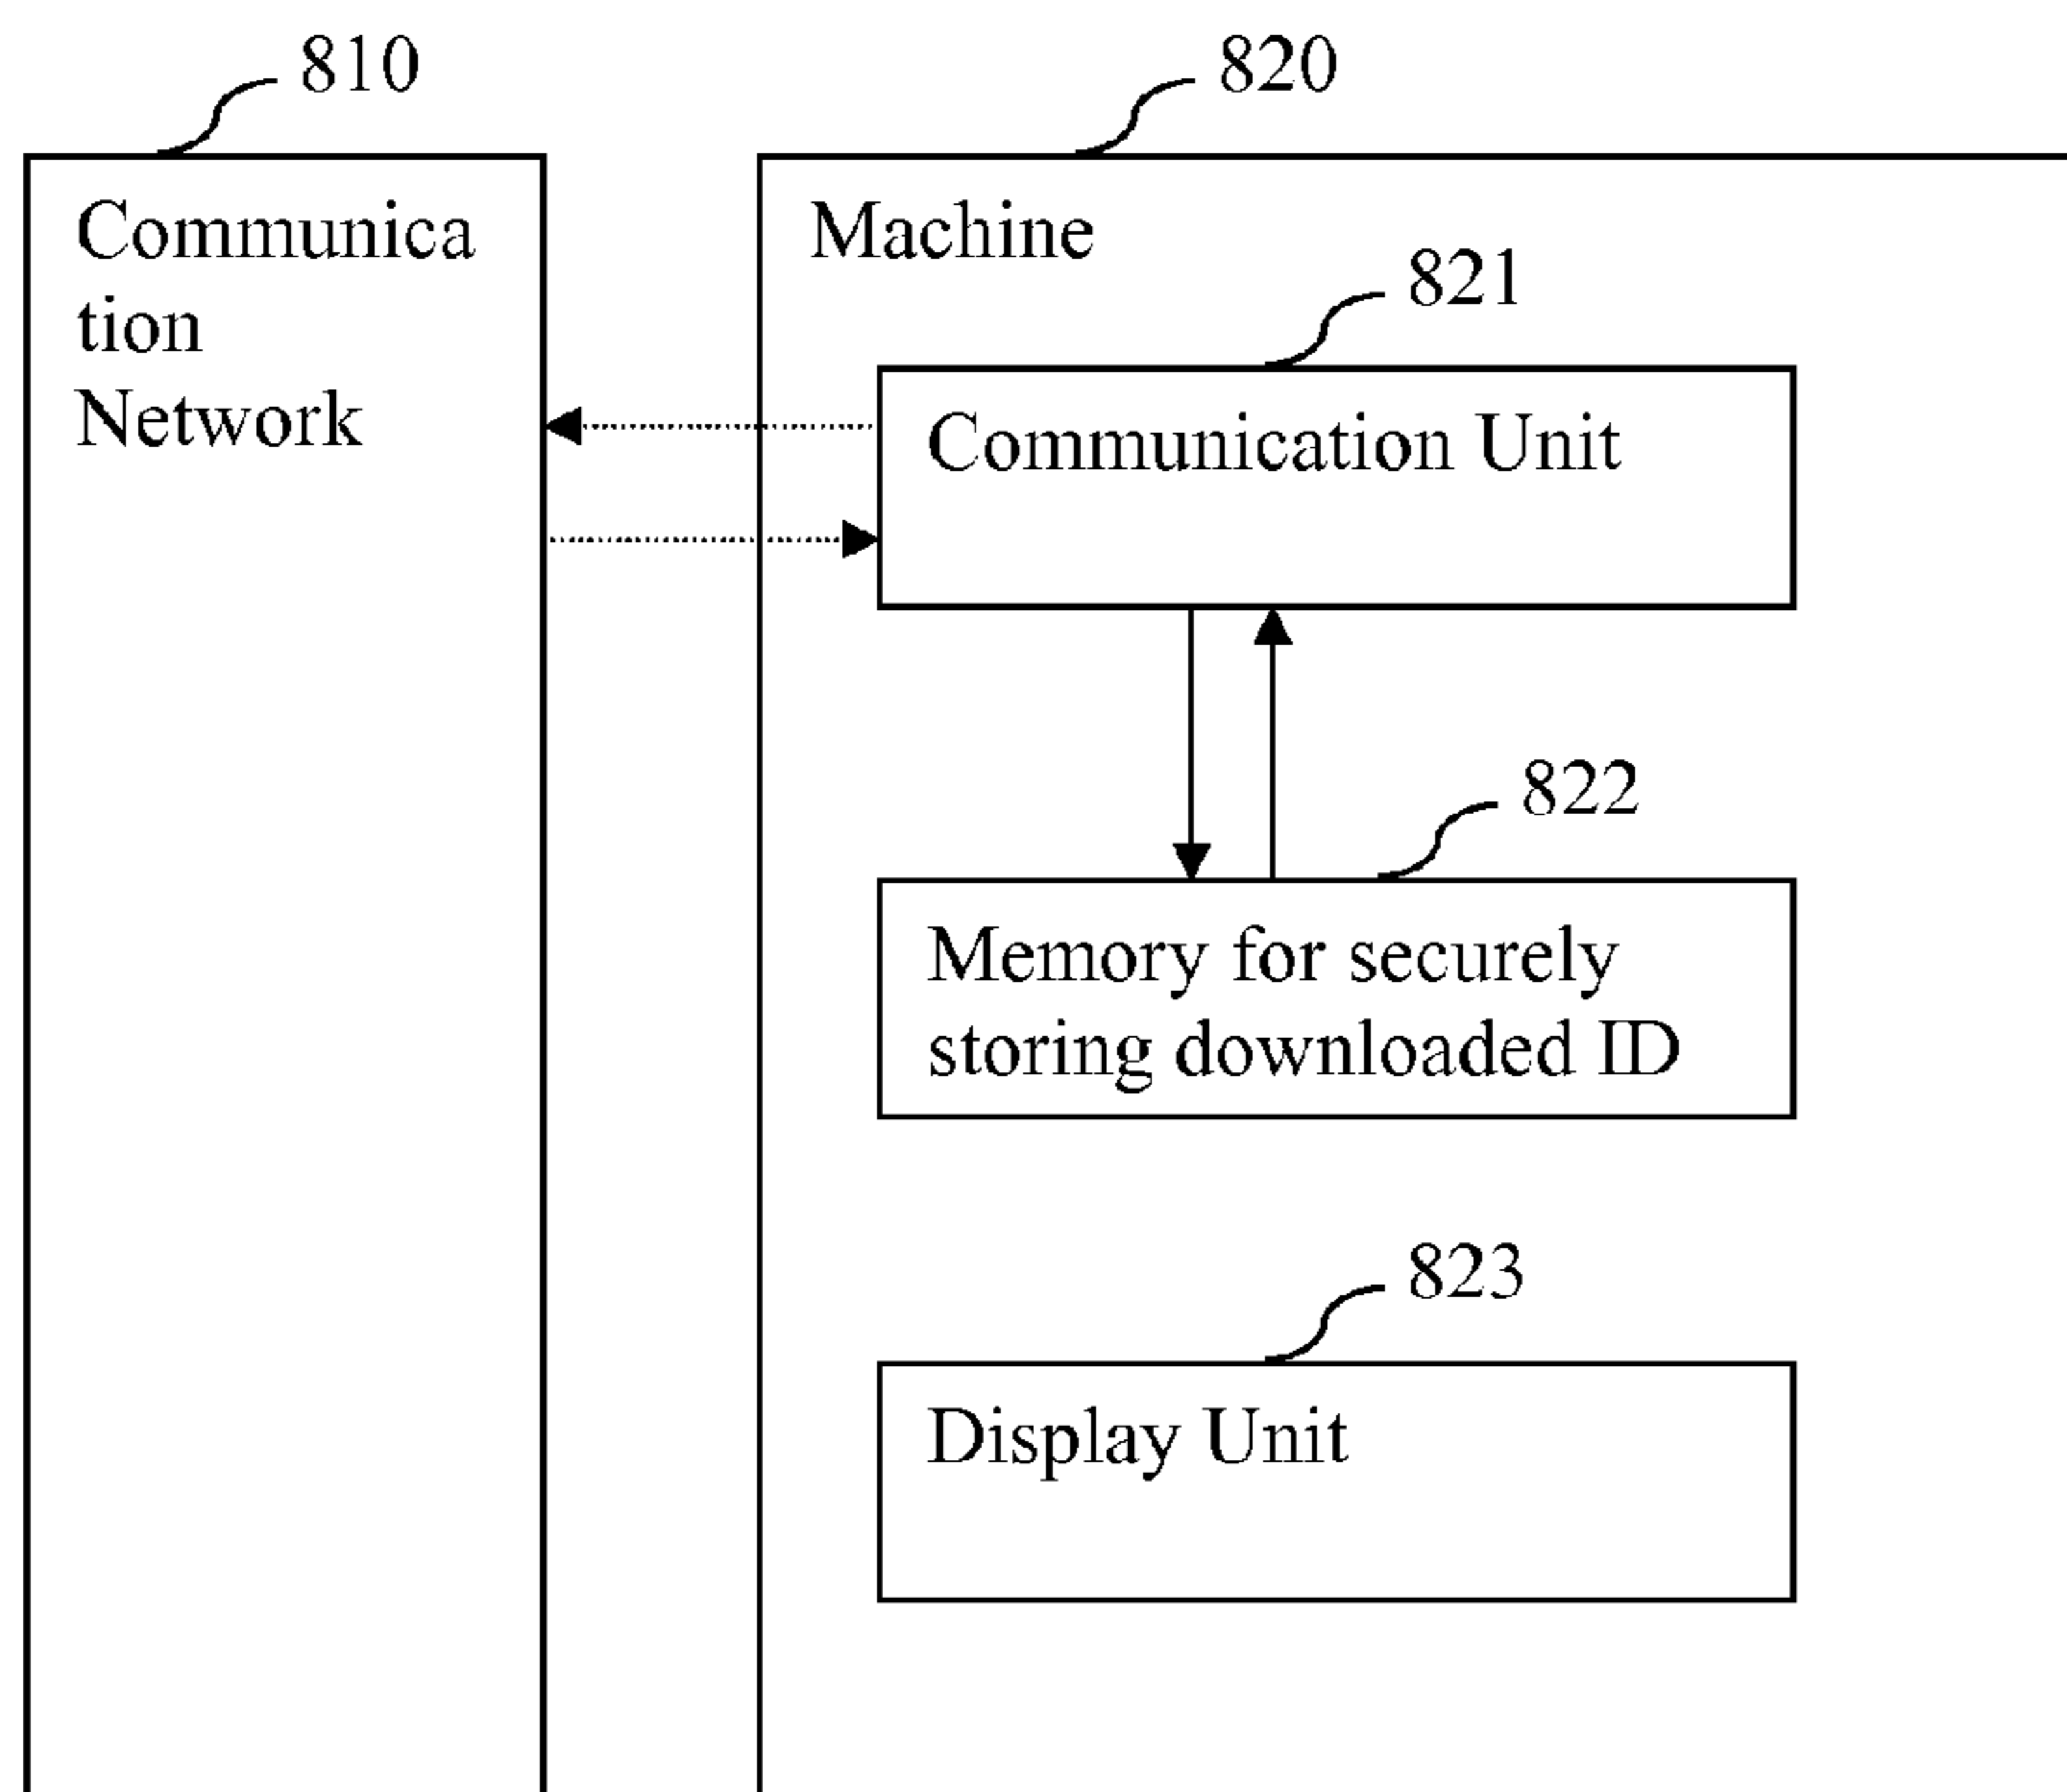 810
820
Communica
tion
Network
Machine
821
Communication Unit
822
Memory for securely
storing downloaded ID
823
Display Unit